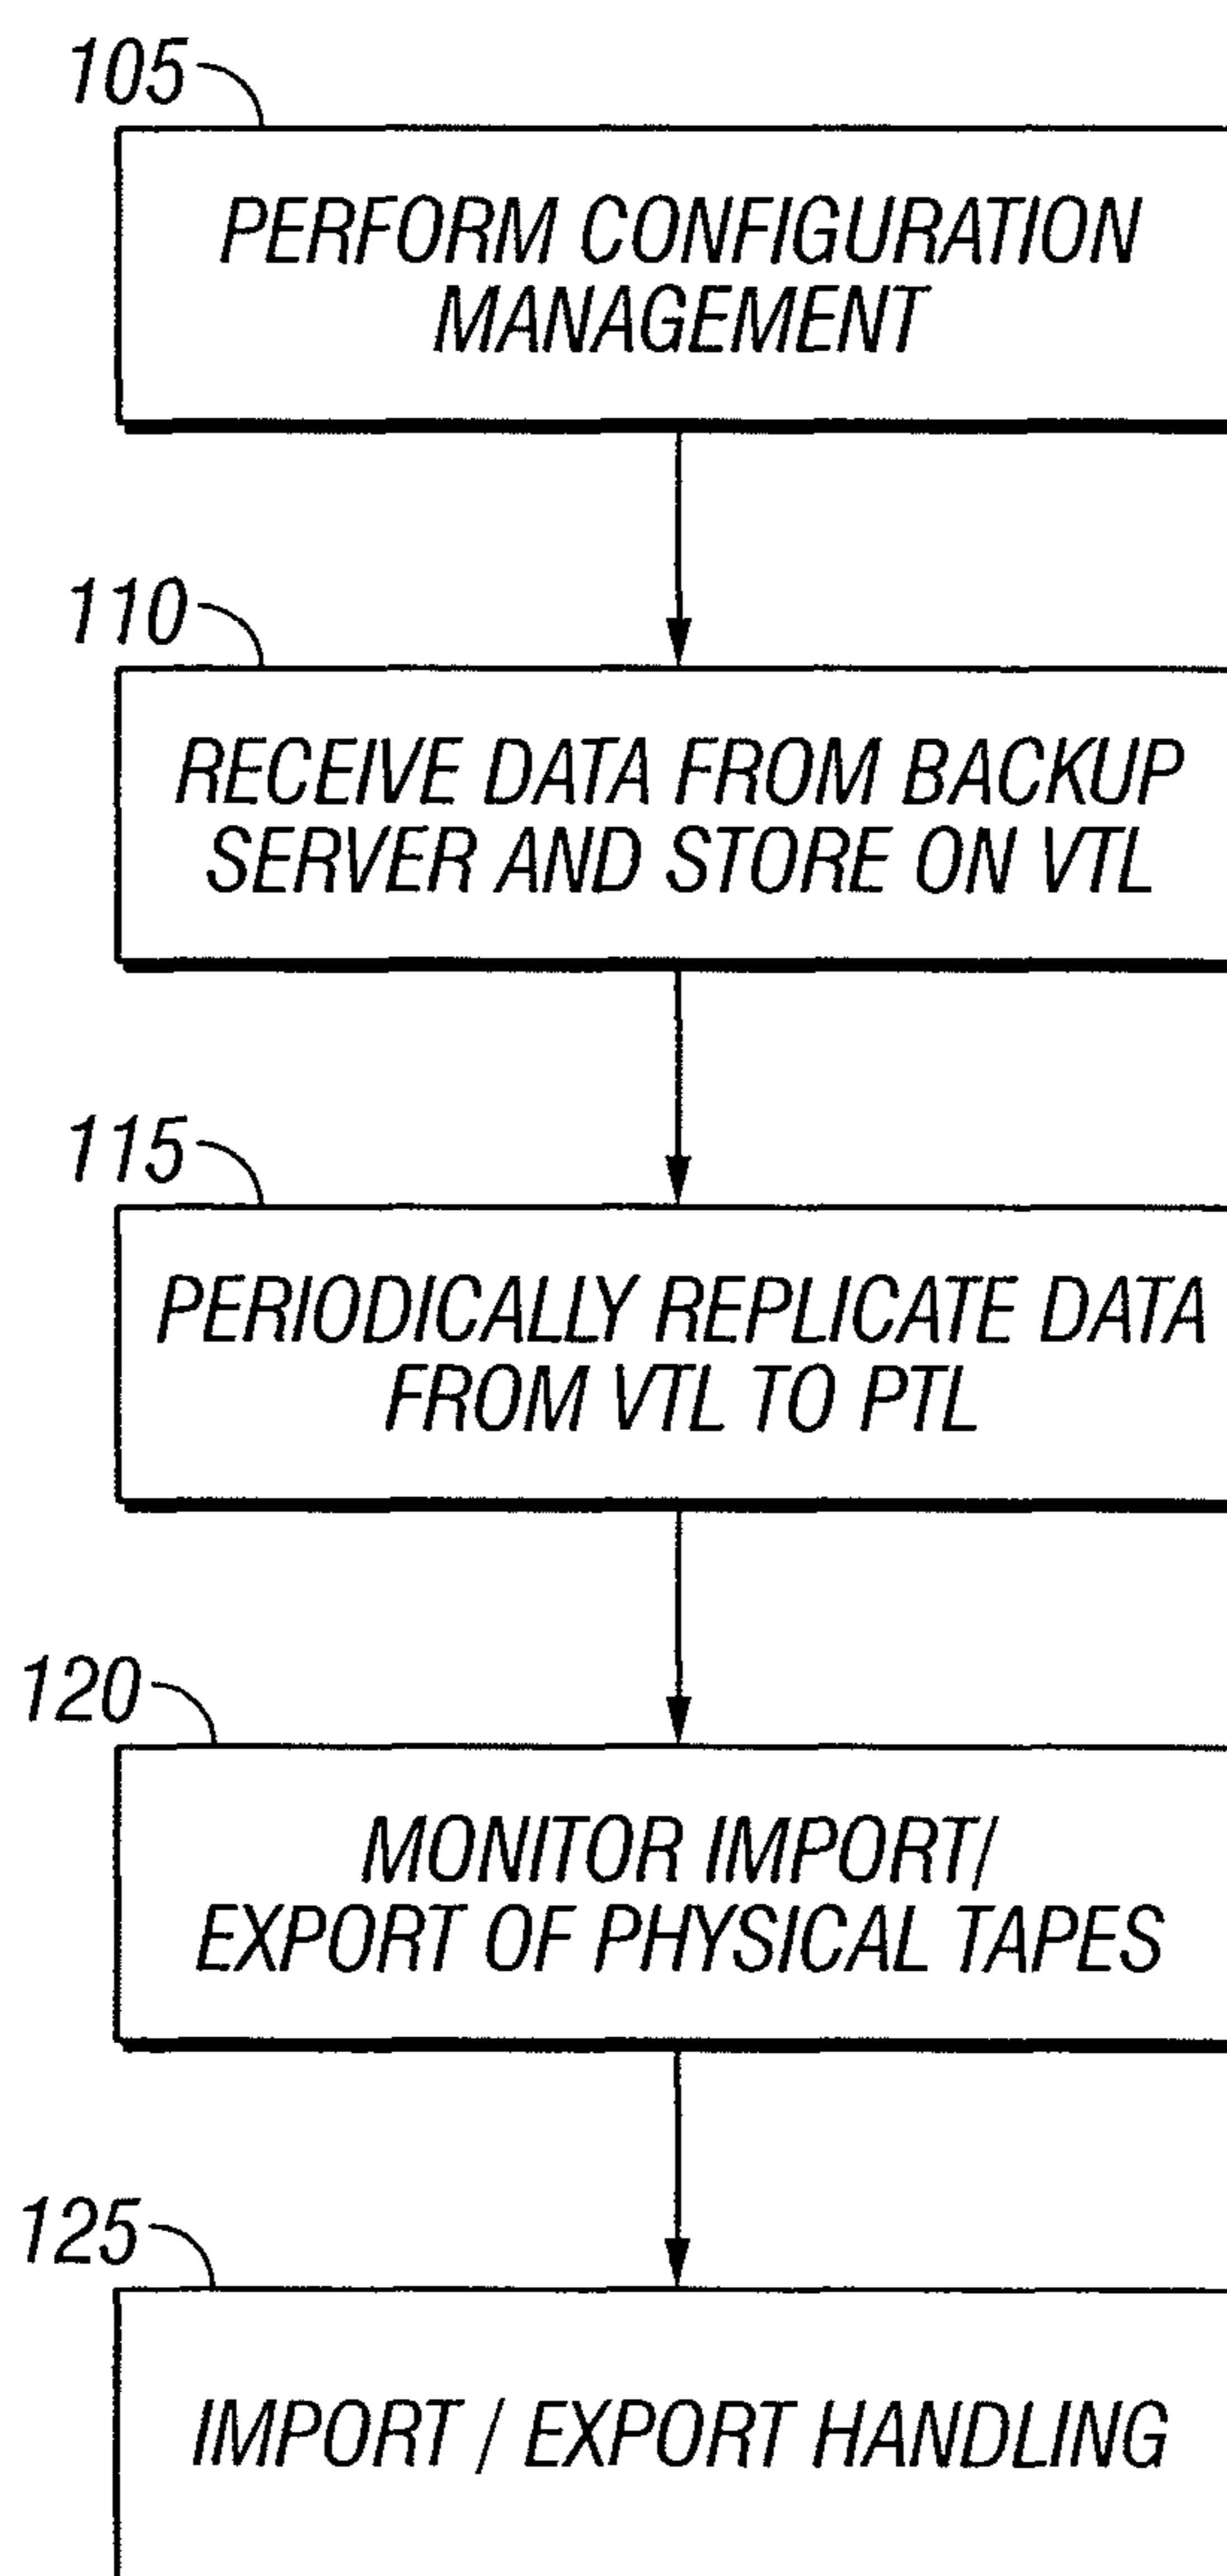 105
PERFORM CONFIGURATION
MANAGEMENT
110
RECEIVE DATA FROM BACKUP
SERVER AND STORE ON VTL
115
PERIODICALLY REPLICATE DATA
FROM VTL TO PTL
120
MONITOR IMPORT/
EXPORT OF PHYSICAL TAPES
125
IMPORT / EXPORT HANDLING